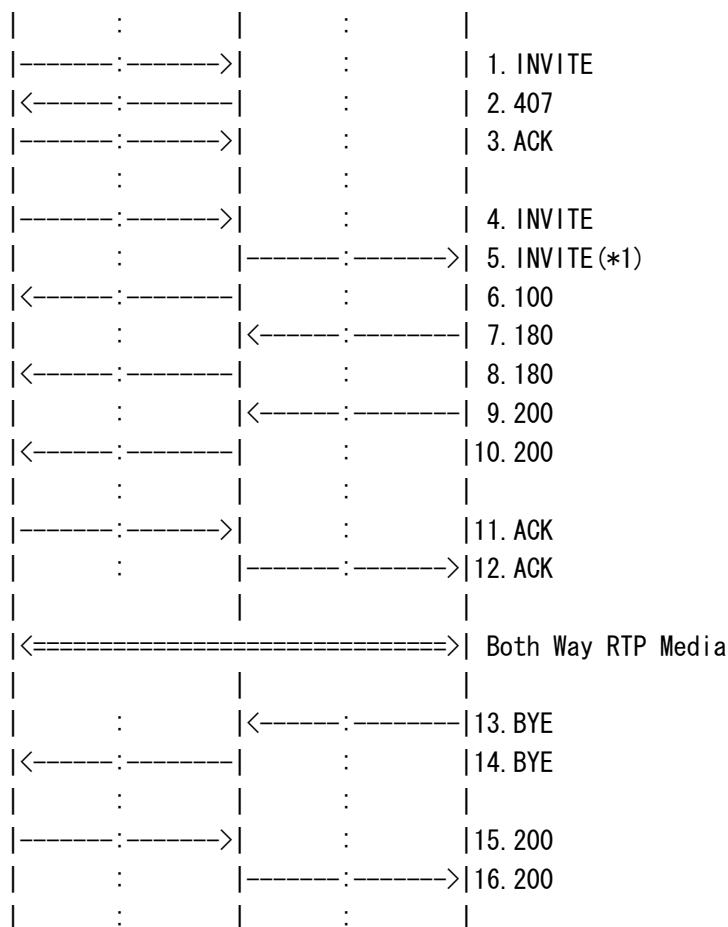 1. INVITE
2. 407
3. ACK
4. INVITE
5. INVITE(*1)
6. 100
7. 180
8. 180
9. 200
10. 200
11. ACK
12. ACK
Both Way RTP Media
13. BYE
14. BYE
15. 200
16. 200